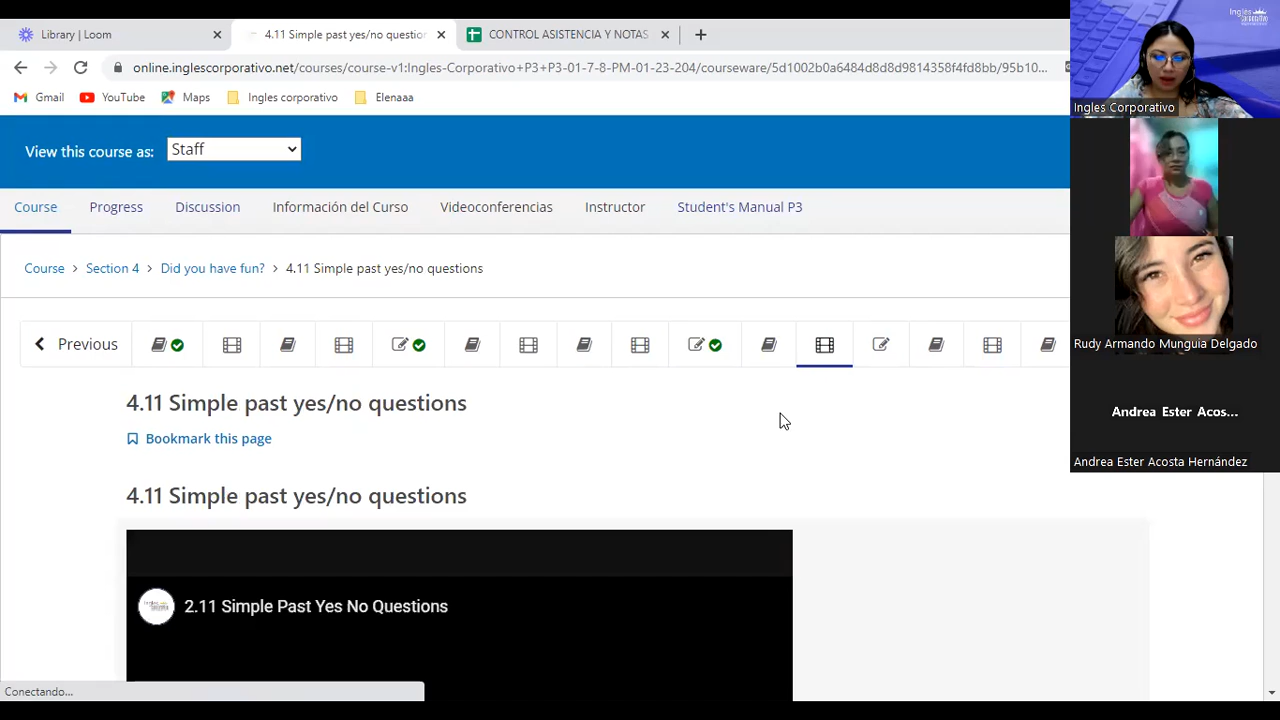 Library | Loom
4.11 Simple past yes/no question
CONTROL ASISTENCIA Y NOTAS
online.inglescorporativo.net/courses/course-v1:Ingles-Corporativo+P3+P3-01-7-8-PM-01-23-204/courseware/5d1002b0a6484d8d8d9814358f4fd8bb/95b10...
Gmail
YouTube
Maps
Ingles corporativo
Elenaaa
View this course as:
Staff
Course
Progress
Discussion
Información del Curso
Videoconferencias
Instructor
Student's Manual P3
Course > Section 4 > Did you have fun? > 4.11 Simple past yes/no questions
Previous
4.11 Simple past yes/no questions
Bookmark this page
4.11 Simple past yes/no questions
2.11 Simple Past Yes No Questions
Conectando...
Ingles Corporativo
Rudy Armando Munguia Delgado
Andrea Ester Acos...
Andrea Ester Acosta Hernández